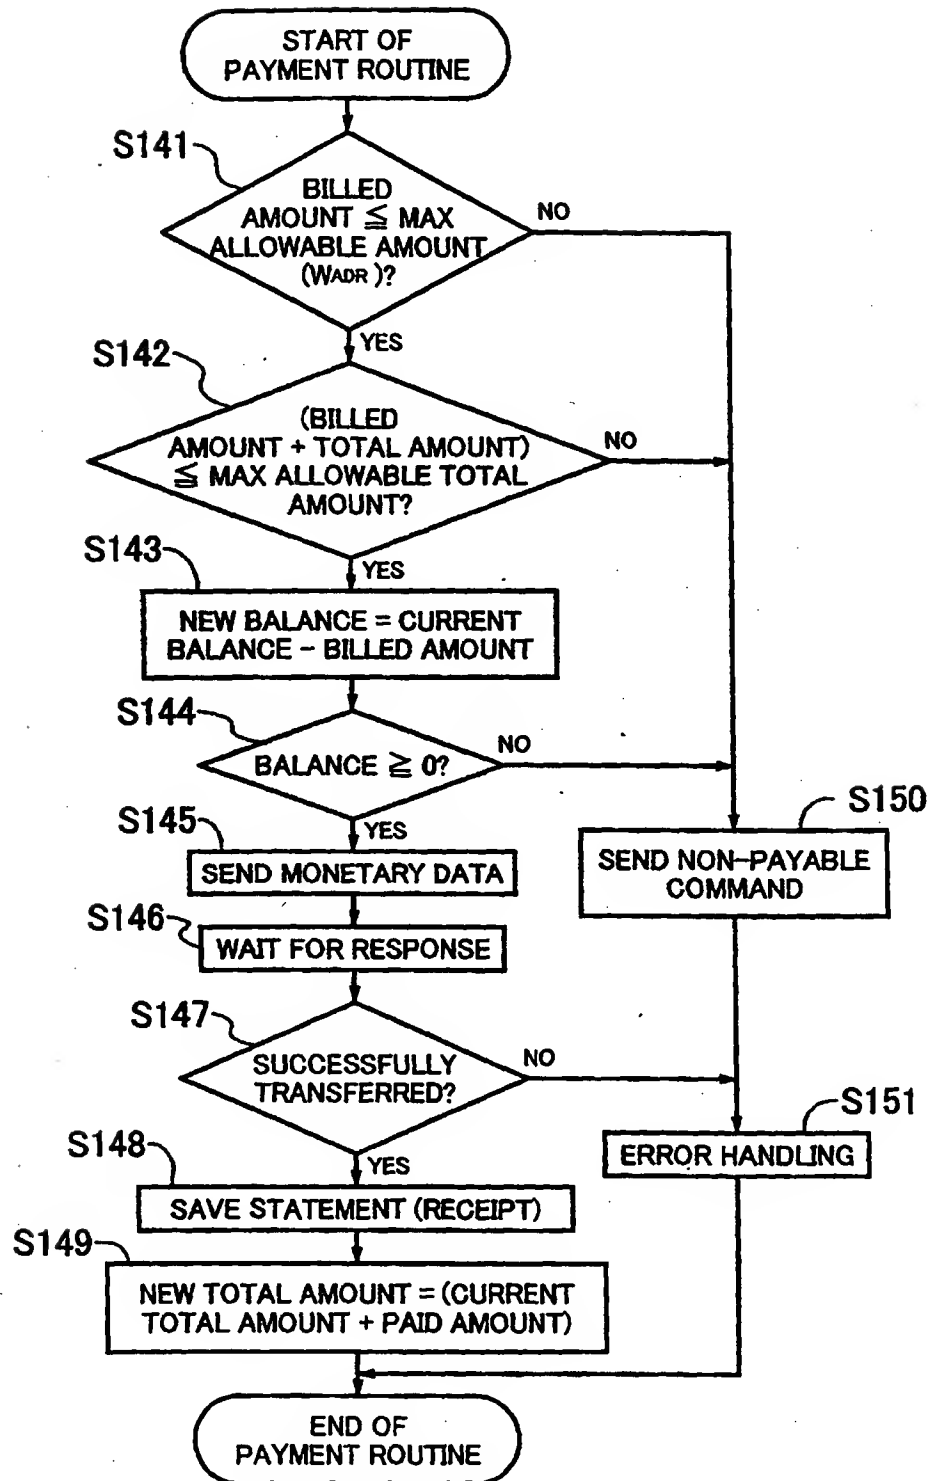 START OF
PAYMENT ROUTINE
S141
BILLED
AMOUNT ≦ MAX
ALLOWABLE AMOUNT
(WADR)?
NO
YES
S142
(BILLED
AMOUNT + TOTAL AMOUNT)
≦ MAX ALLOWABLE TOTAL
AMOUNT?
NO
YES
S143
NEW BALANCE = CURRENT
BALANCE - BILLED AMOUNT
S144
BALANCE ≧ 0?
NO
YES
S145
SEND MONETARY DATA
S150
SEND NON-PAYABLE
COMMAND
S146
WAIT FOR RESPONSE
S147
SUCCESSFULLY
TRANSFERRED?
NO
YES
S151
ERROR HANDLING
S148
SAVE STATEMENT (RECEIPT)
S149
NEW TOTAL AMOUNT = (CURRENT
TOTAL AMOUNT + PAID AMOUNT)
END OF
PAYMENT ROUTINE